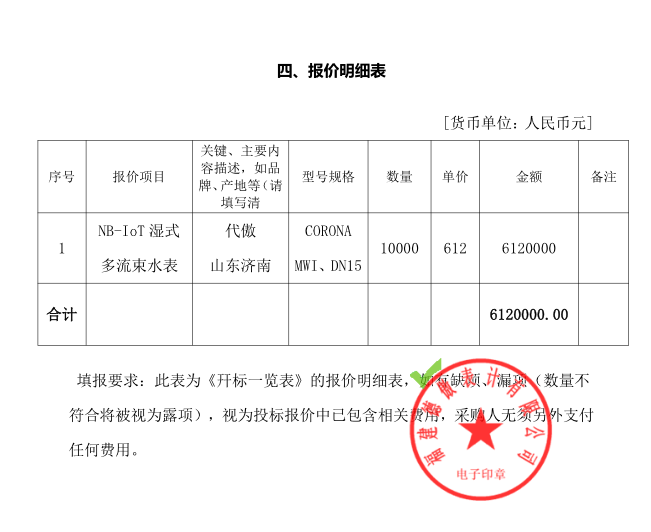 四、报价明细表
[货币单位：人民币元]
序号 报价项目 关键、主要内容描述，如品牌、产地等（请填写清 型号规格 数量 单价 金额 备注
1 NB-IoT 湿式多流束水表 代傲 山东济南 CORONA MWI、DN15 10000 612 6120000
合计 6120000.00
填报要求：此表为《开标一览表》的报价明细表，如有缺项、漏项（数量不
符合将被视为露项），视为投标报价中已包含相关费用，采购人无须另外支付
任何费用。
电子印章